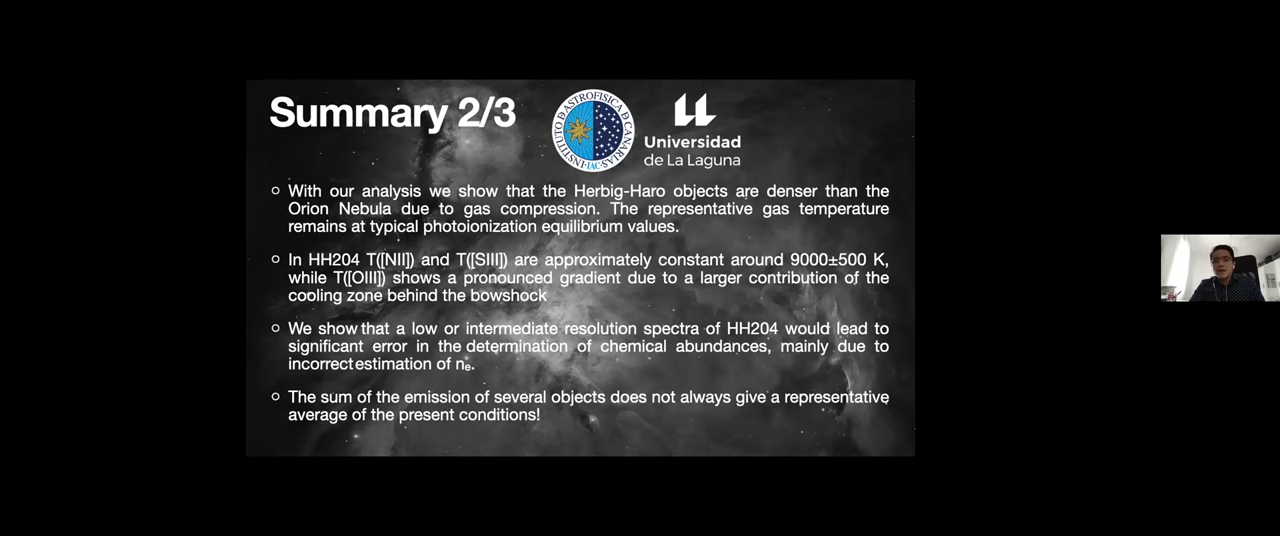 Summary 2/3
INSTITUTO D ASTROFISICA D CANARIAS
·IAC·
Universidad
de La Laguna
○ With our analysis we show that the Herbig-Haro objects are denser than the
Orion Nebula due to gas compression. The representative gas temperature
remains at typical photoionization equilibrium values.
○ In HH204 T([NII]) and T([SIII]) are approximately constant around 9000±500 K,
while T([OIII]) shows a pronounced gradient due to a larger contribution of the
cooling zone behind the bowshock
○ We show that a low or intermediate resolution spectra of HH204 would lead to
significant error in the determination of chemical abundances, mainly due to
incorrect estimation of nₑ.
○ The sum of the emission of several objects does not always give a representative
average of the present conditions!